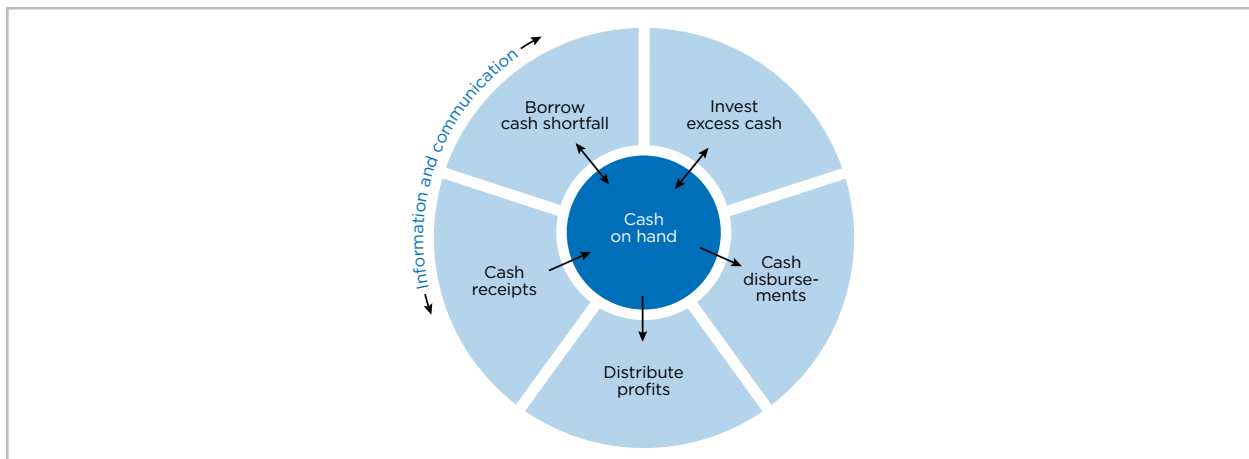 Information and communication
Borrow
cash shortfall
Invest
excess cash
Cash
on hand
Cash
receipts
Cash
disburse-
ments
Distribute
profits